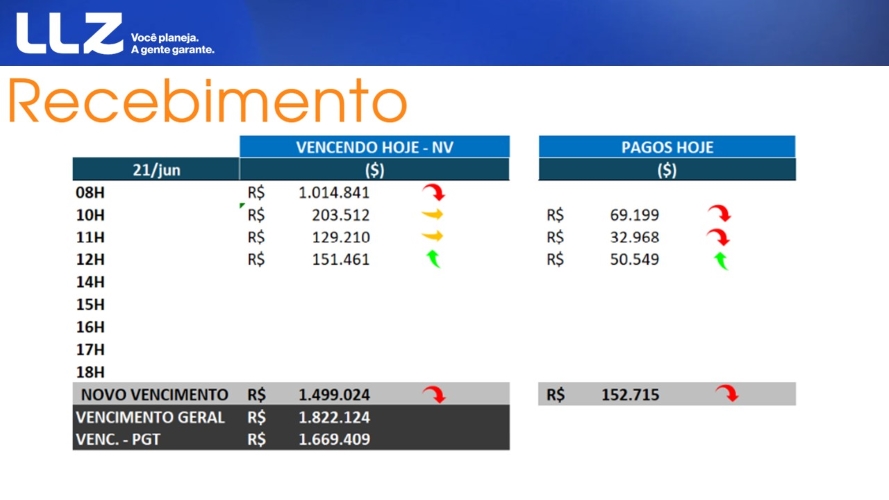 LLZ
Você planeja.
A gente garante.
Recebimento
VENCENDO HOJE - NV PAGOS HOJE
21/jun ($) ($)
08H R$ 1.014.841
10H R$ 203.512 R$ 69.199
11H R$ 129.210 R$ 32.968
12H R$ 151.461 R$ 50.549
14H
15H
16H
17H
18H
NOVO VENCIMENTO R$ 1.499.024 R$ 152.715
VENCIMENTO GERAL R$ 1.822.124
VENC. - PGT R$ 1.669.409